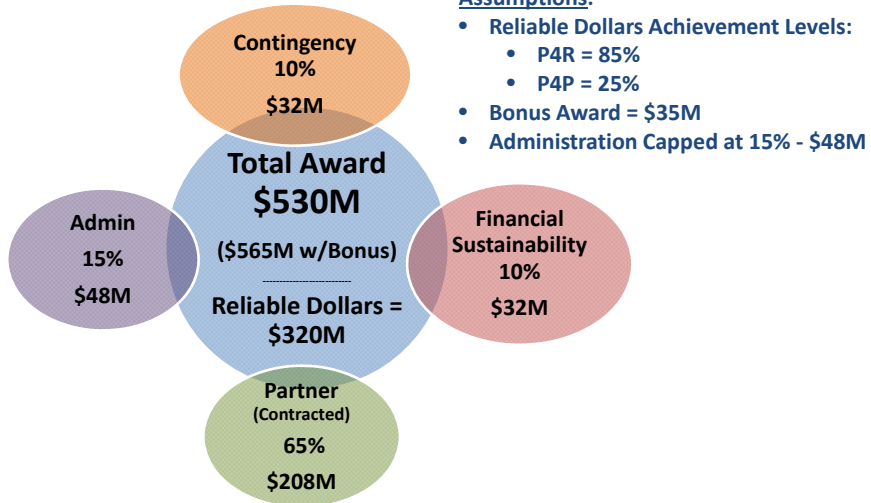 Assumptions:
• Reliable Dollars Achievement Levels:
• P4R = 85%
• P4P = 25%
• Bonus Award = $35M
• Administration Capped at 15% - $48M
Contingency
10%
$32M
Total Award
$530M
($565M w/Bonus)
Reliable Dollars =
$320M
Admin
15%
$48M
Financial
Sustainability
10%
$32M
Partner
(Contracted)
65%
$208M